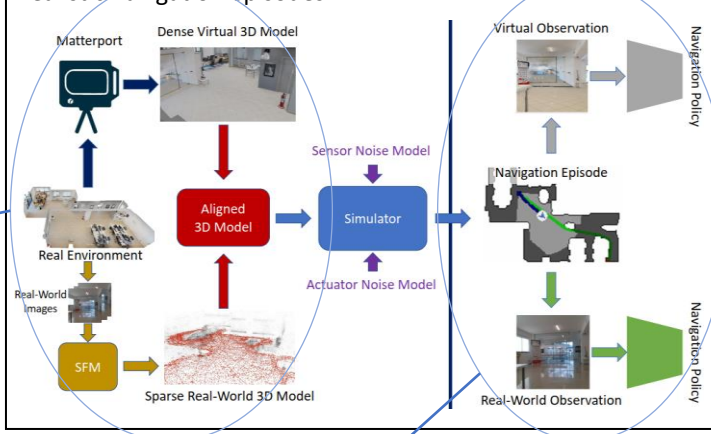 Matterport
Dense Virtual 3D Model
Virtual Observation
Navigation Policy
Sensor Noise Model
Navigation Episode
Aligned
3D Model
Simulator
Real Environment
Actuator Noise Model
Real-World
Images
SFM
Navigation Policy
Sparse Real-World 3D Model
Real-World Observation